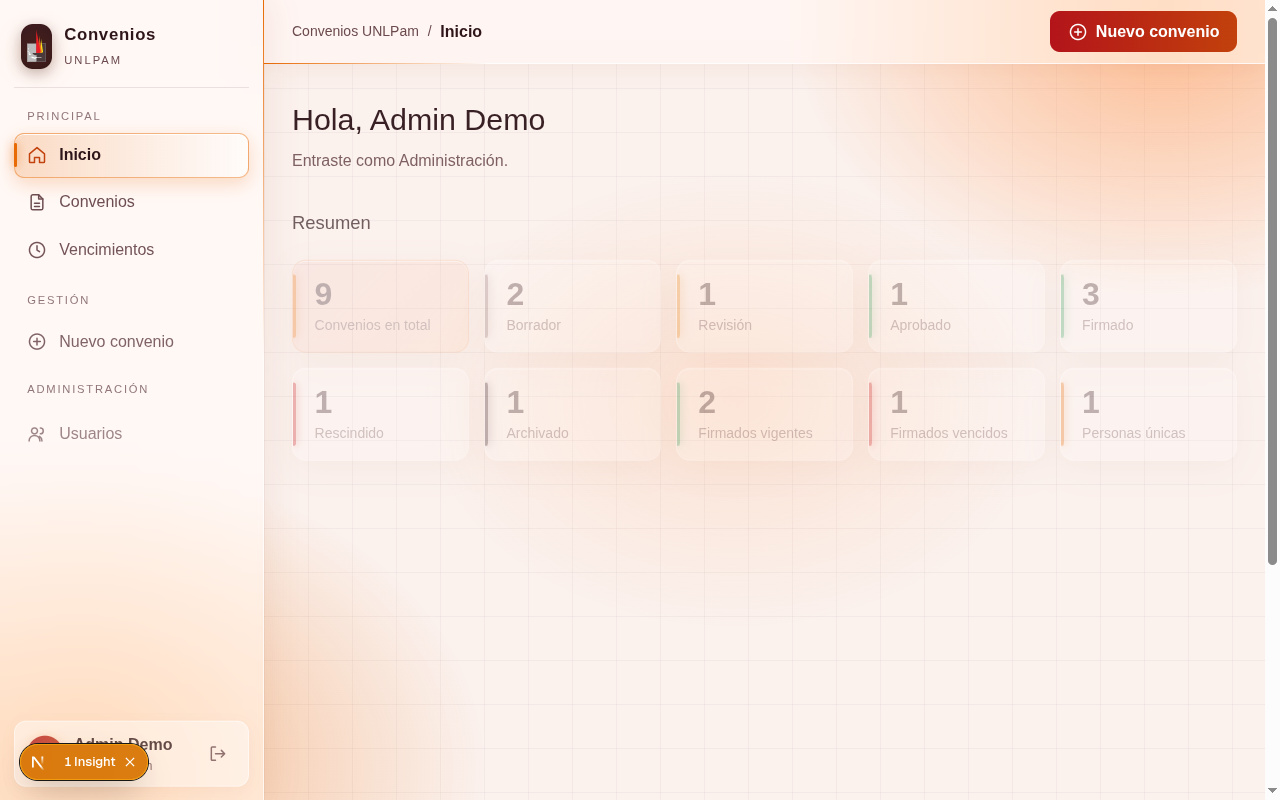 Convenios
UNLPAM
PRINCIPAL
Inicio
Convenios
Vencimientos
GESTIÓN
Nuevo convenio
ADMINISTRACIÓN
Usuarios
Admin Demo
1 Insight
Convenios UNLPam / Inicio
Nuevo convenio
Hola, Admin Demo
Entraste como Administración.
Resumen
9
Convenios en total
2
Borrador
1
Revisión
1
Aprobado
3
Firmado
1
Rescindido
1
Archivado
2
Firmados vigentes
1
Firmados vencidos
1
Personas únicas